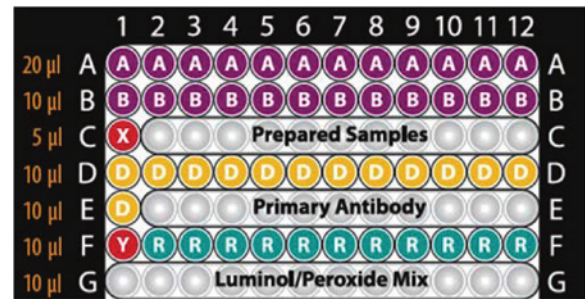 1 2 3 4 5 6 7 8 9 10 11 12
20 µl A A A A A A A A A A A A A A
10 µl B B B B B B B B B B B B B B
5 µl C X Prepared Samples C
10 µl D D D D D D D D D D D D D D
10 µl E D Primary Antibody E
10 µl F Y R R R R R R R R R R R F
10 µl G Luminol/Peroxide Mix G